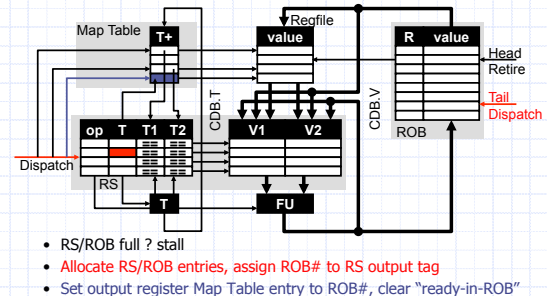 Regfile
Map Table
T+
value
R value
Head
Retire
CDB.T
CDB.V
Tail
Dispatch
op T T1 T2
V1 V2
ROB
==
==
==
==
==
==
==
==
Dispatch
RS
T
FU
• RS/ROB full ? stall
• Allocate RS/ROB entries, assign ROB# to RS output tag
• Set output register Map Table entry to ROB#, clear “ready-in-ROB”